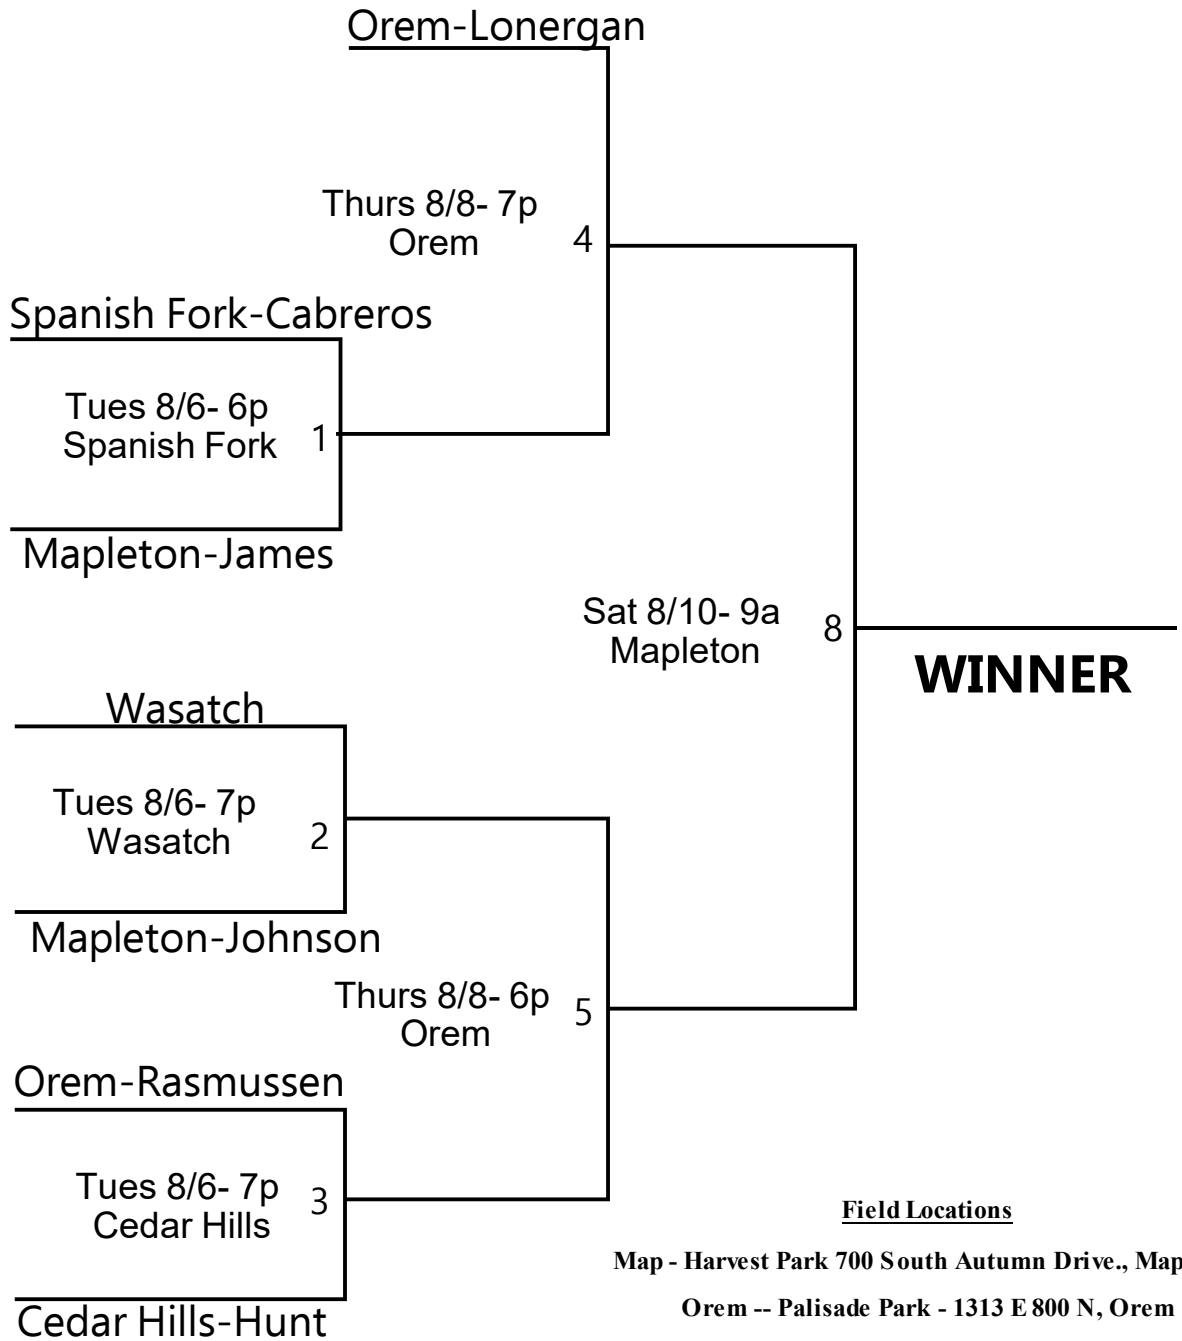 Orem-Lonergan
Thurs 8/8- 7p
Orem
4
Spanish Fork-Cabreros
Tues 8/6- 6p
Spanish Fork
1
Mapleton-James
Sat 8/10- 9a
Mapleton
8
WINNER
Wasatch
Tues 8/6- 7p
Wasatch
2
Mapleton-Johnson
Thurs 8/8- 6p
Orem
5
Orem-Rasmussen
Tues 8/6- 7p
Cedar Hills
3
Cedar Hills-Hunt
Field Locations
Map - Harvest Park 700 South Autumn Drive., Map
Orem -- Palisade Park - 1313 E 800 N, Orem